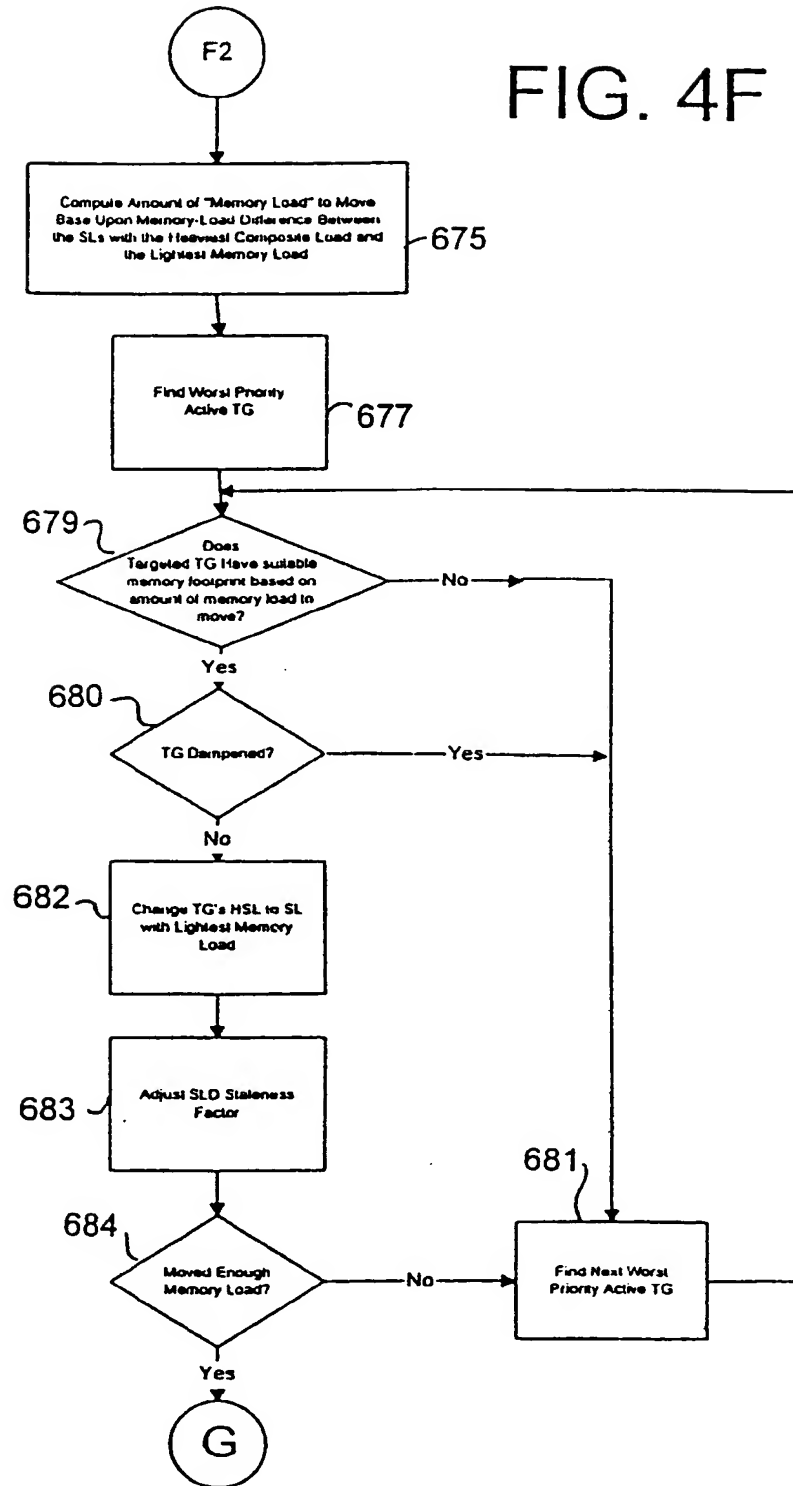 F2
FIG. 4F
Compute Amount of "Memory Load" to Move
Base Upon Memory-Load Difference Between
the SLs with the Heaviest Composite Load and
the Lightest Memory Load
675
Find Worst Priority
Active TG
677
679
Does
Targeted TG Have suitable
memory footprint based on
amount of memory load to
move?
No
Yes
680
TG Dampened?
Yes
No
682
Change TG's HSL to SL
with Lightest Memory
Load
683
Adjust SLD Staleness
Factor
684
Moved Enough
Memory Load?
No
681
Find Next Worst
Priority Active TG
Yes
G